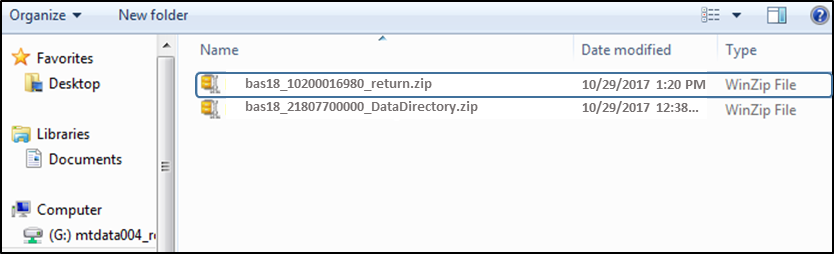 Organize New folder
Name Date modified Type
Favorites
Desktop
Libraries
Documents
Computer
(G:) mtdata004_r
bas18_10200016980_return.zip 10/29/2017 1:20 PM WinZip File
bas18_21807700000_DataDirectory.zip 10/29/2017 12:38... WinZip File